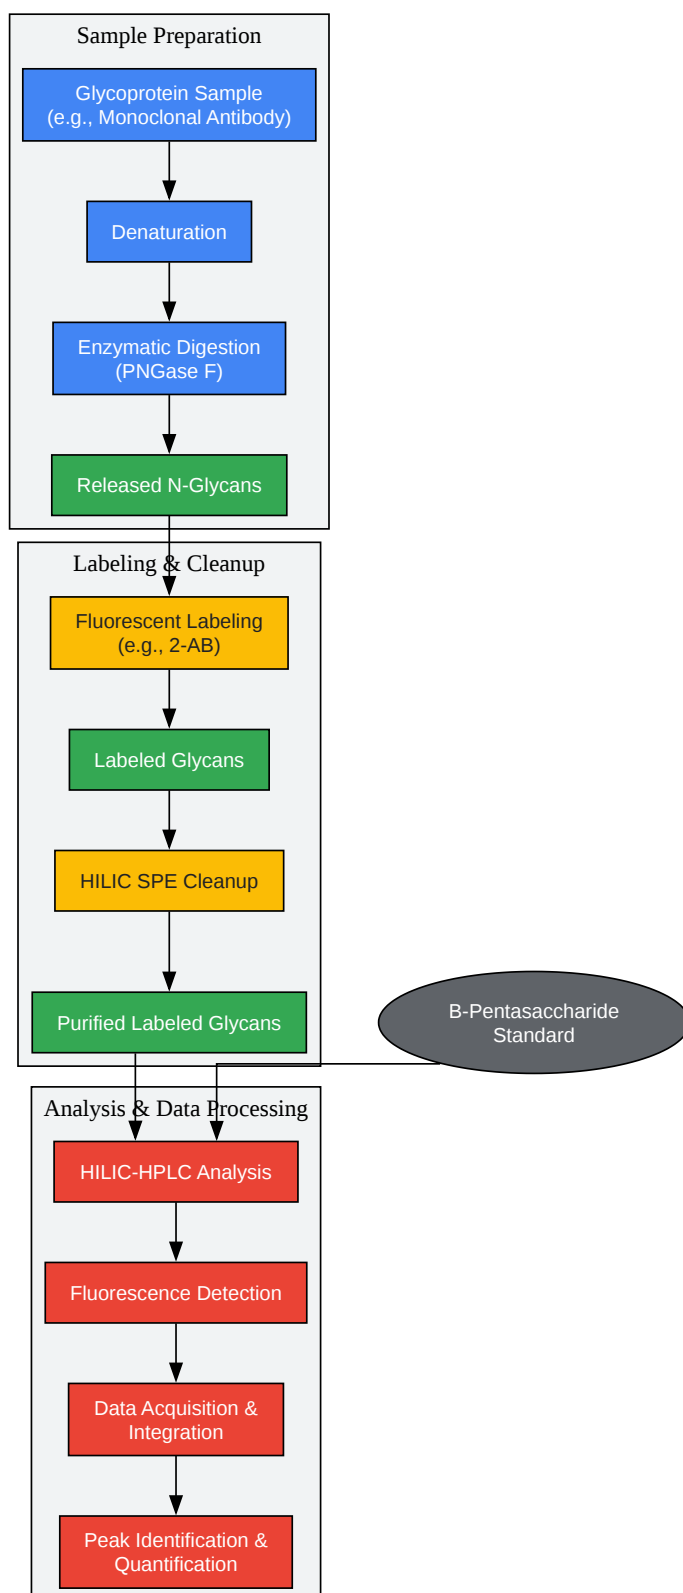 Sample Preparation
Glycoprotein Sample
(e.g., Monoclonal Antibody)
Denaturation
Enzymatic Digestion
(PNGase F)
Released N-Glycans
Labeling & Cleanup
Fluorescent Labeling
(e.g., 2-AB)
Labeled Glycans
HILIC SPE Cleanup
Purified Labeled Glycans
B-Pentasaccharide
Standard
Analysis & Data Processing
HILIC-HPLC Analysis
Fluorescence Detection
Data Acquisition &
Integration
Peak Identification &
Quantification